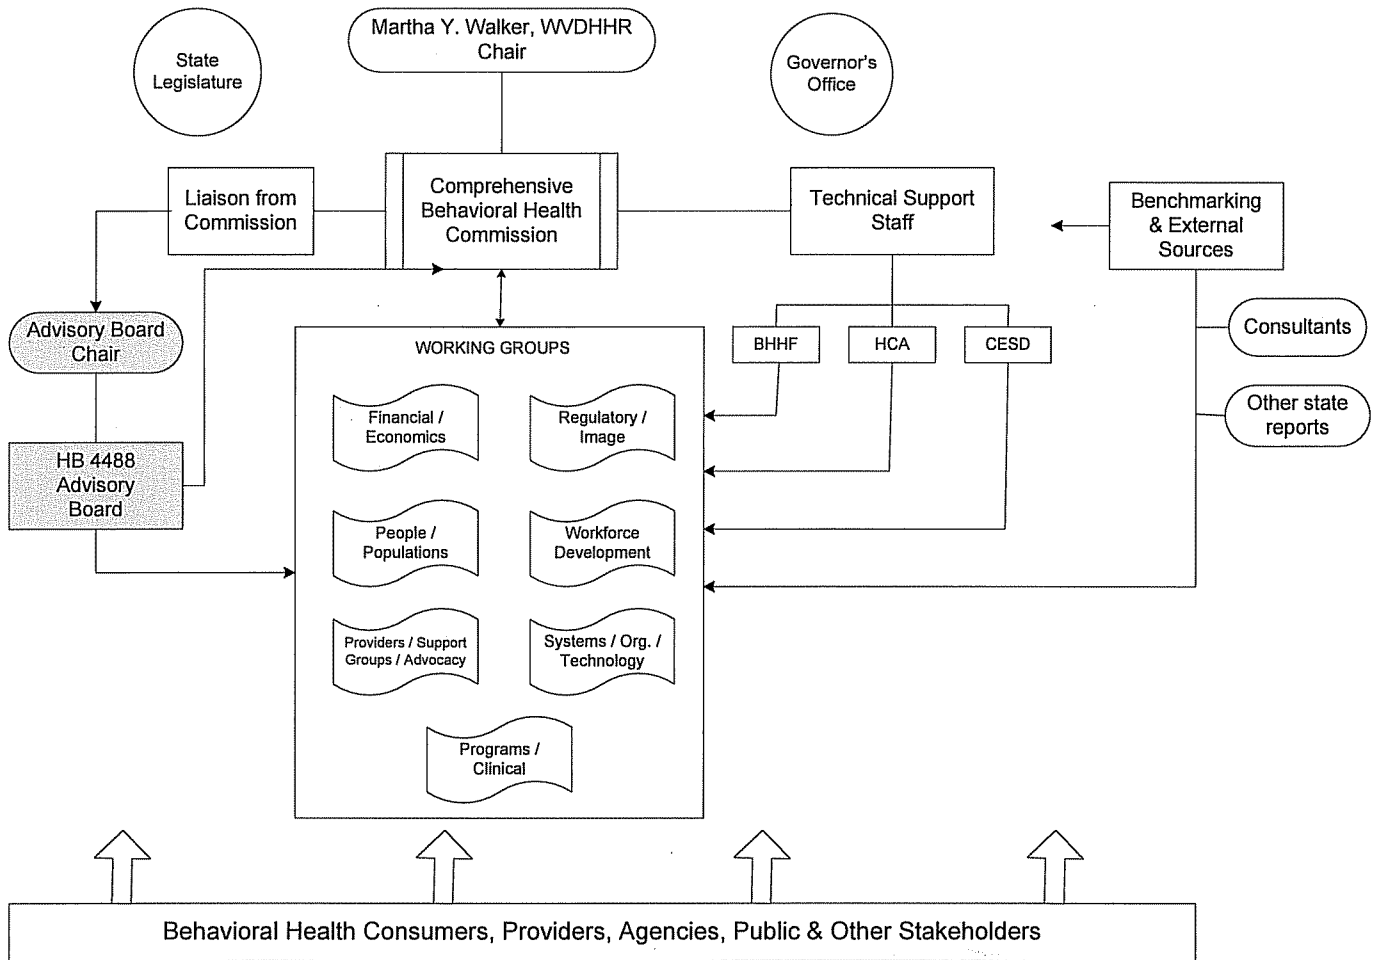 State
Legislature
Martha Y. Walker, WVDHHR
Chair
Governor's
Office
Liaison from
Commission
Comprehensive
Behavioral Health
Commission
Technical Support
Staff
Benchmarking
& External
Sources
Advisory Board
Chair
WORKING GROUPS
BHHF
HCA
CESD
Consultants
Other state
reports
HB 4488
Advisory
Board
Financial /
Economics
Regulatory /
Image
People /
Populations
Workforce
Development
Providers / Support
Groups / Advocacy
Systems / Org. /
Technology
Programs /
Clinical
Behavioral Health Consumers, Providers, Agencies, Public & Other Stakeholders